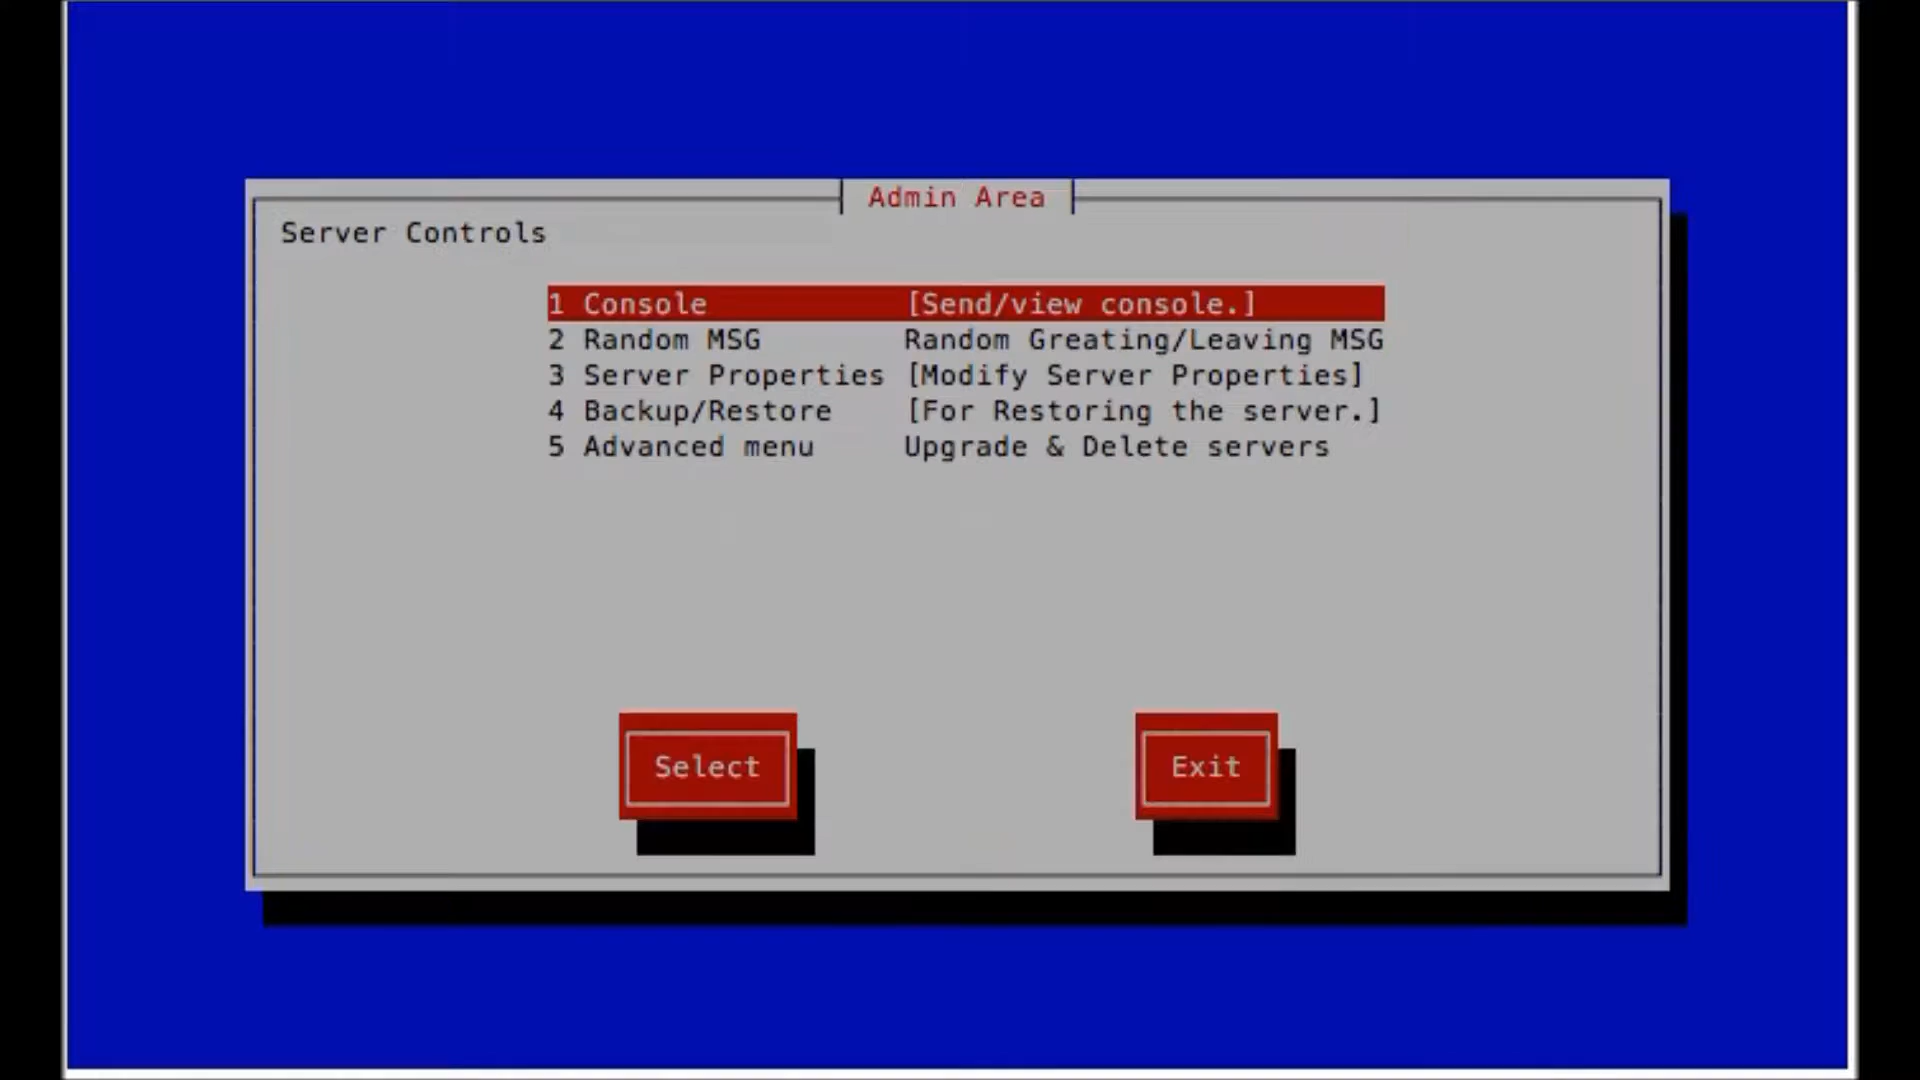 Admin Area
Server Controls
1 Console [Send/view console.]
2 Random MSG Random Greating/Leaving MSG
3 Server Properties [Modify Server Properties]
4 Backup/Restore [For Restoring the server.]
5 Advanced menu Upgrade & Delete servers
Select Exit